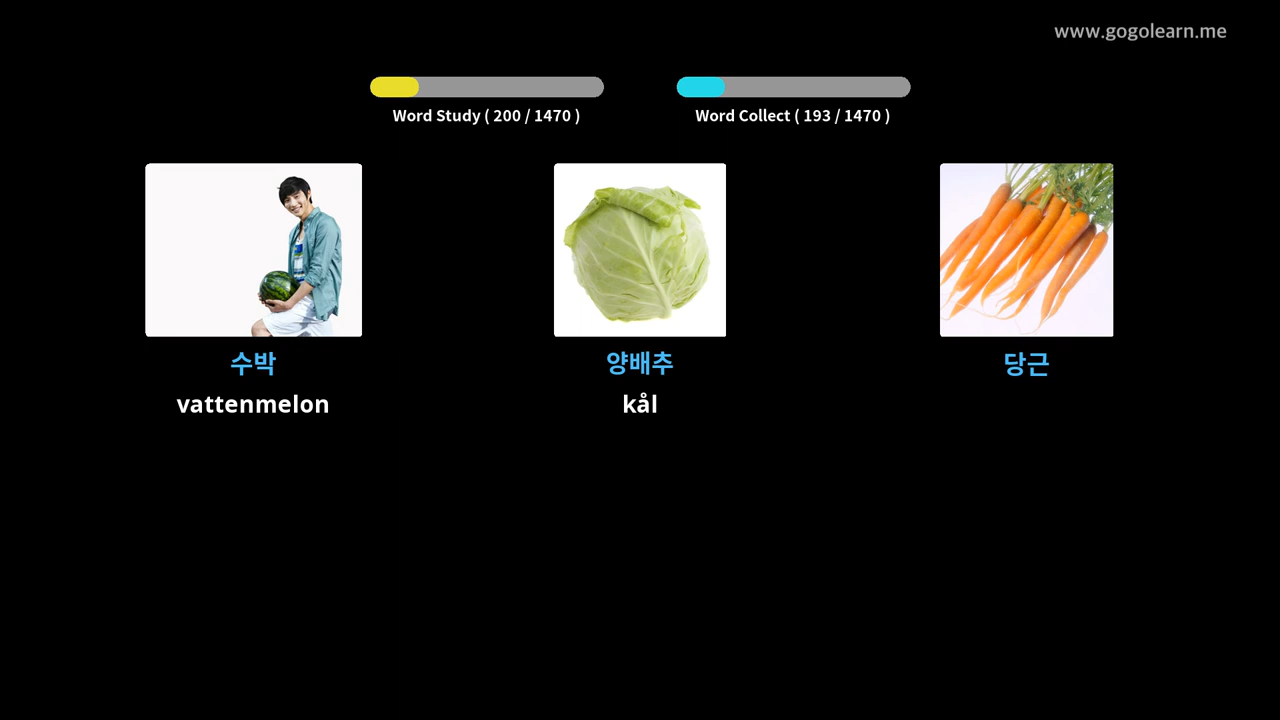 www.gogolearn.me
Word Study ( 200 / 1470 )
Word Collect ( 193 / 1470 )
수박
양배추
당근
vattenmelon
kål